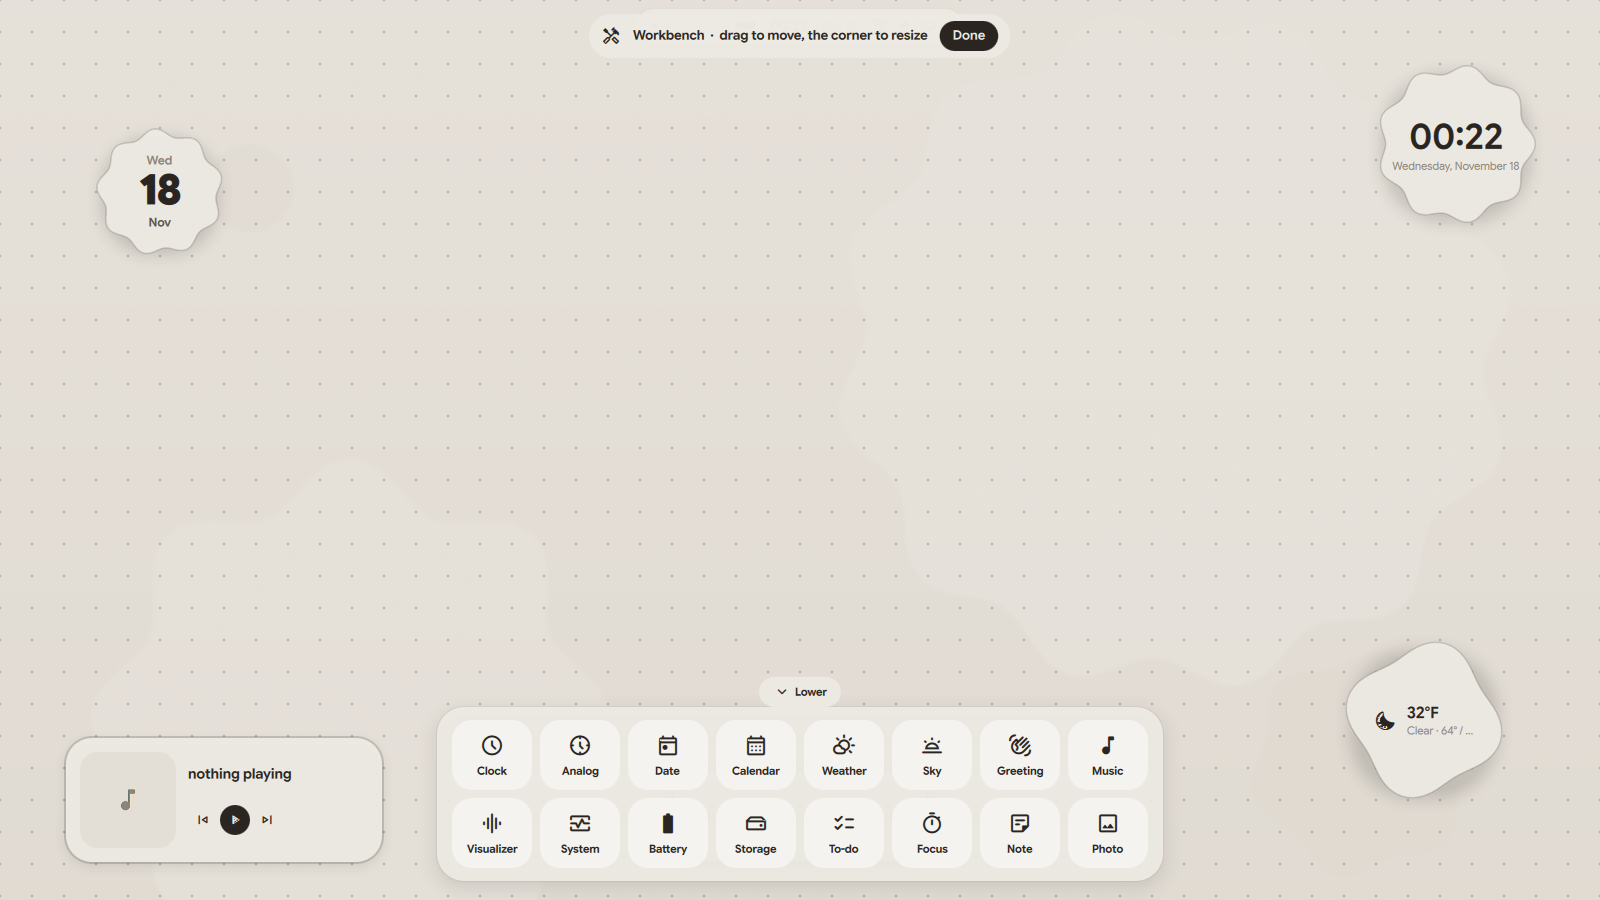 Workbench · drag to move, the corner to resize Done
Wed
18
Nov
00:22
Wednesday, November 18
32°F
Clear · 64° / ...
nothing playing
Lower
Clock Analog Date Calendar Weather Sky Greeting Music
Visualizer System Battery Storage To-do Focus Note Photo